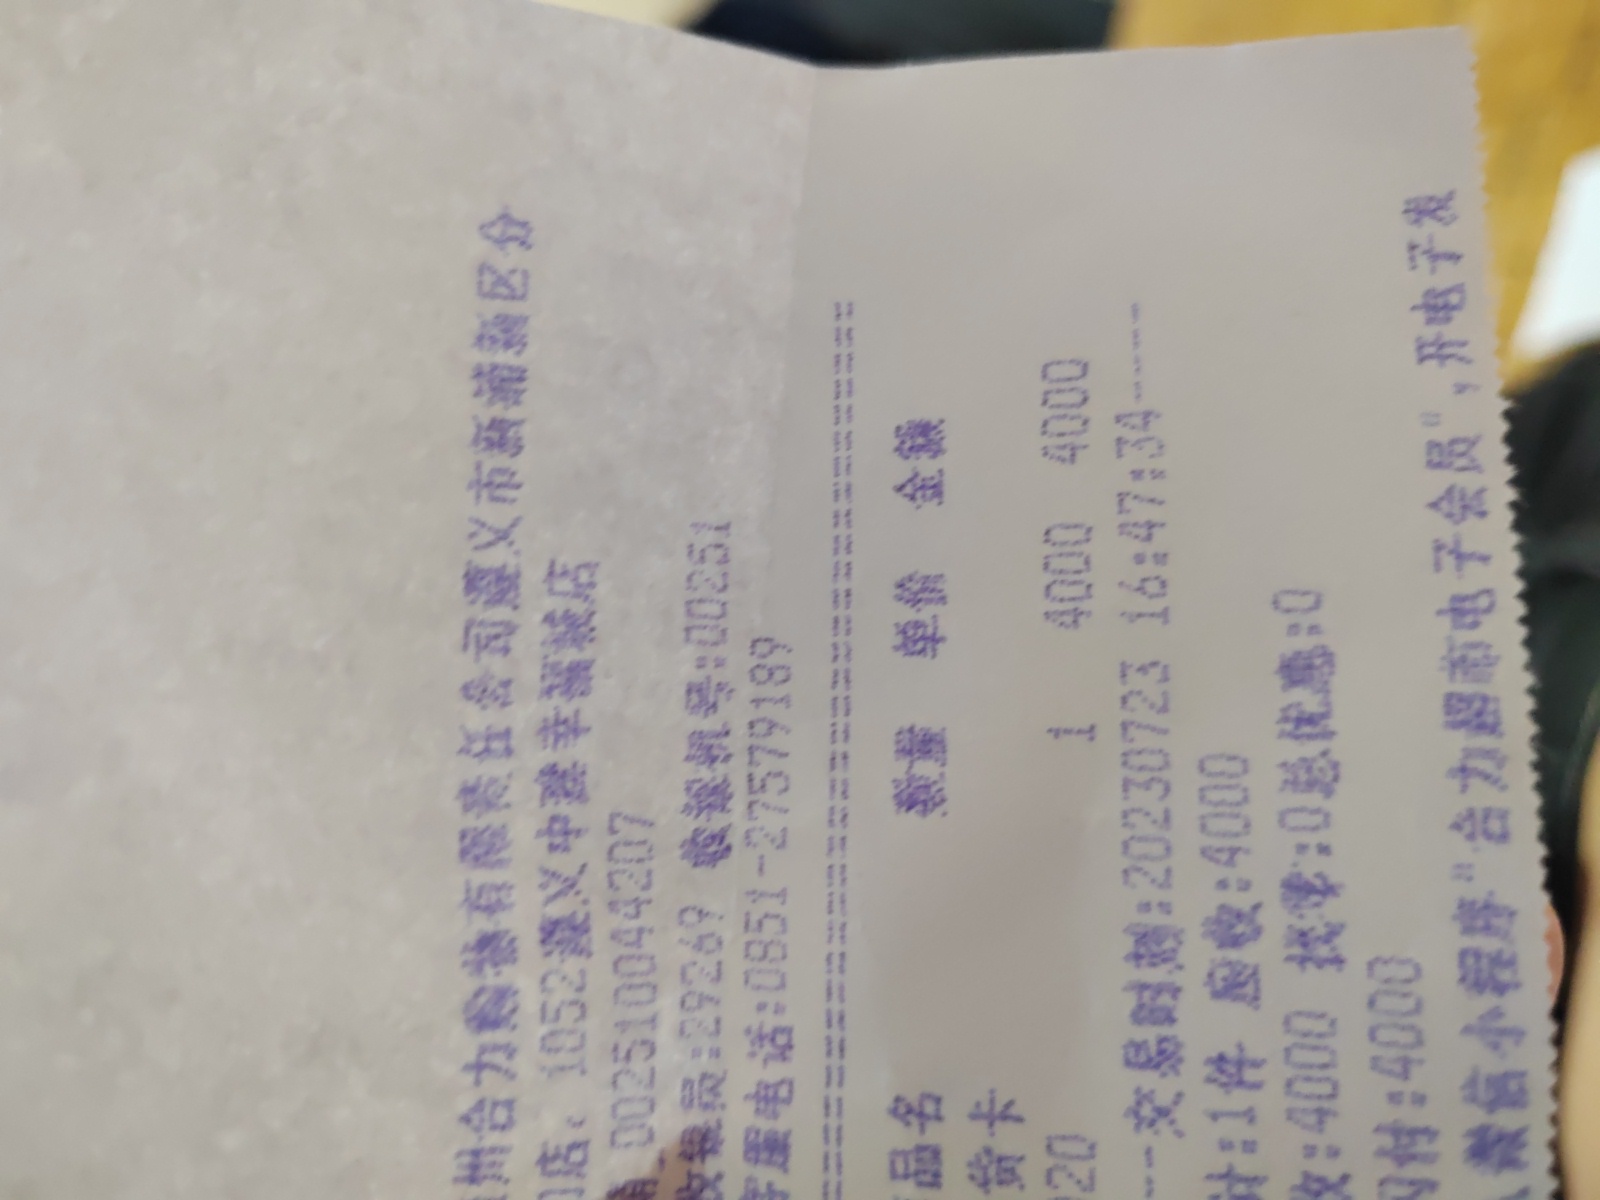 州合力购物有限责任公司遵义市新蒲新区分
店: 1052遵义中建幸福城店
002510044207
收银员:29269 收银机号:00251
客服电话:0851-27579189
==========================
品名 数量 单价 金额
货卡
020 1 4000 4000
---交易时间:20230723 16:47:34-----
计:1件 应收:4000
收:4000 找零:0总优惠:0
付:4000
微信小程序"合力超市电子会员",开电子发